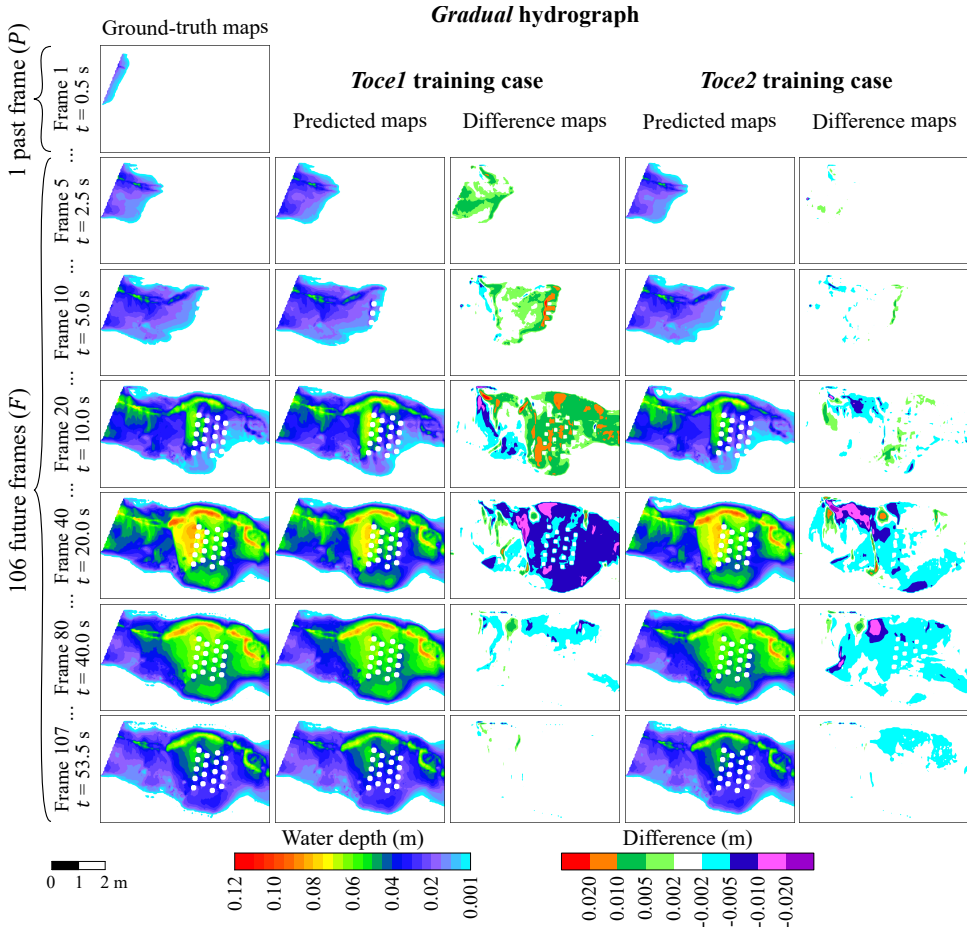 Gradual hydrograph
Ground-truth maps
Toce1 training case
Toce2 training case
Predicted maps
Difference maps
Predicted maps
Difference maps
1 past frame (P)
Frame 1
t = 0.5 s
...
106 future frames (F)
Frame 5
t = 2.5 s
...
Frame 10
t = 5.0 s
...
Frame 20
t = 10.0 s
...
Frame 40
t = 20.0 s
...
Frame 80
t = 40.0 s
...
Frame 107
t = 53.5 s
0 1 2 m
Water depth (m)
0.12
0.10
0.08
0.06
0.04
0.02
0.001
Difference (m)
0.020
0.010
0.005
0.002
-0.002
-0.005
-0.010
-0.020